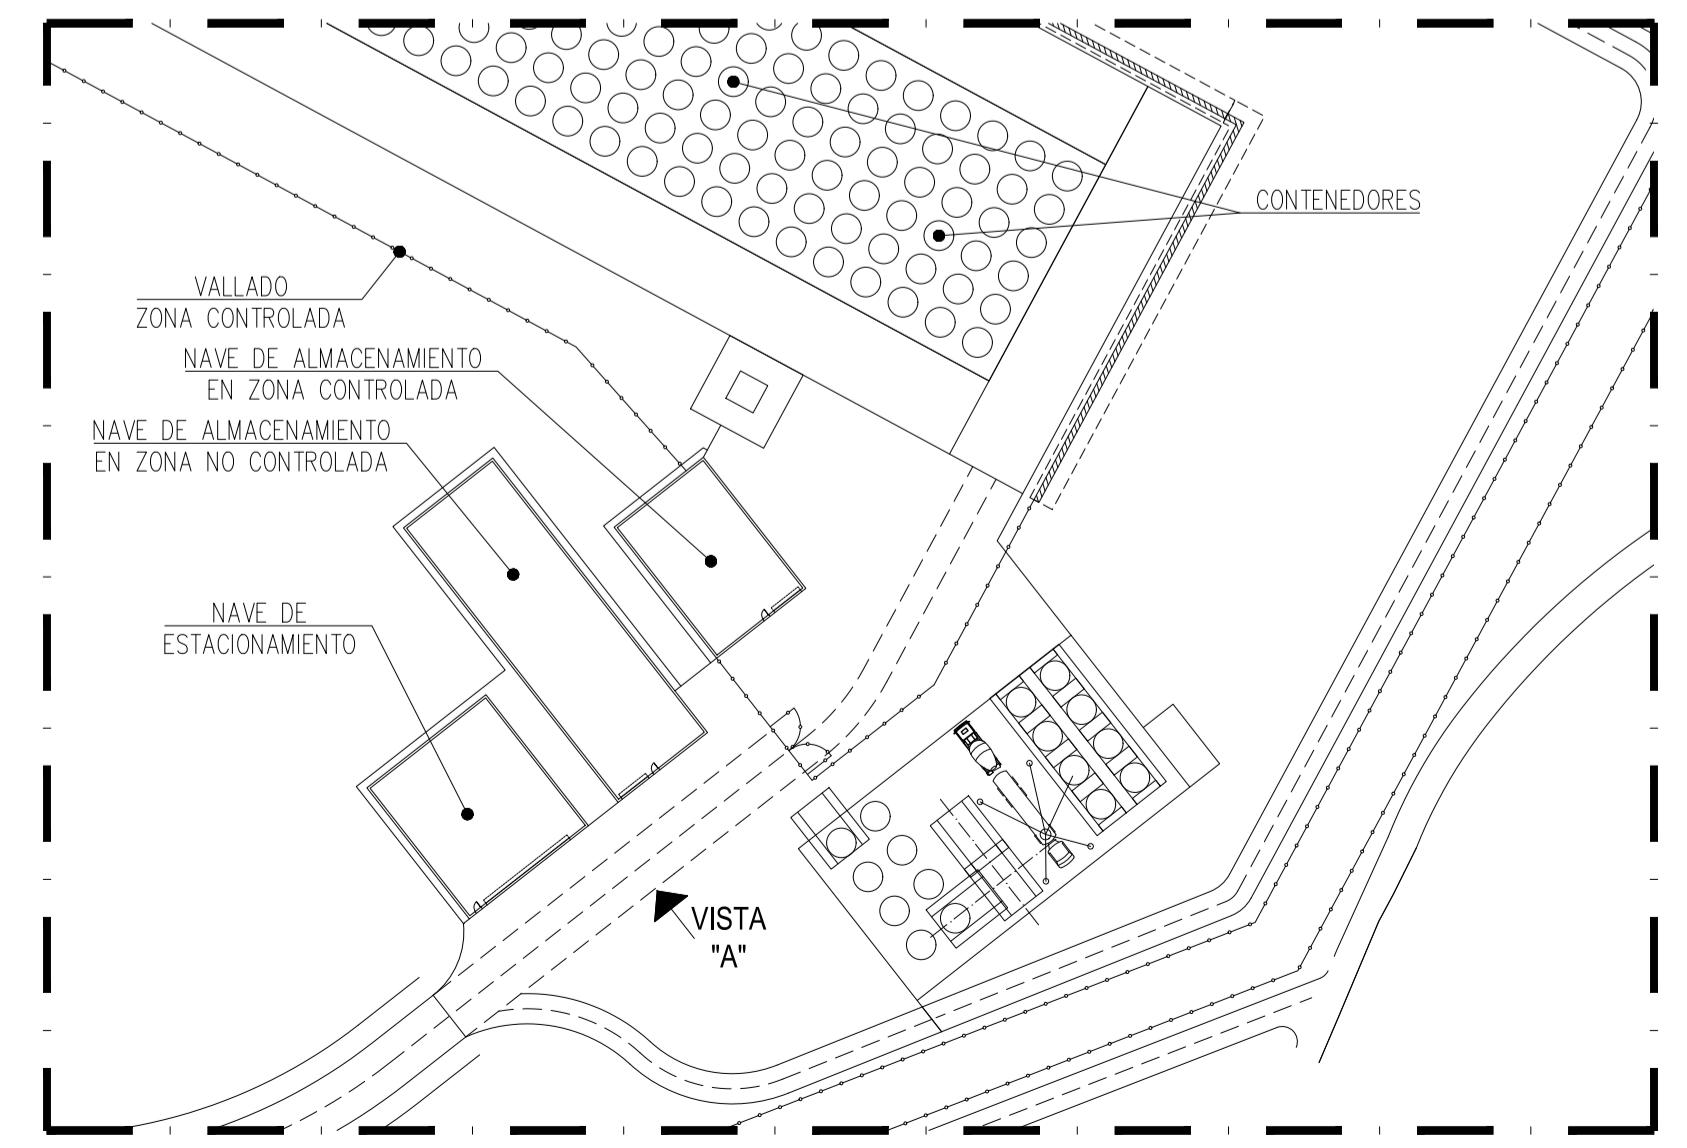 CONTENEDORES
VALLADO
ZONA CONTROLADA
NAVE DE ALMACENAMIENTO
EN ZONA CONTROLADA
NAVE DE ALMACENAMIENTO
EN ZONA NO CONTROLADA
NAVE DE
ESTACIONAMIENTO
VISTA
"A"